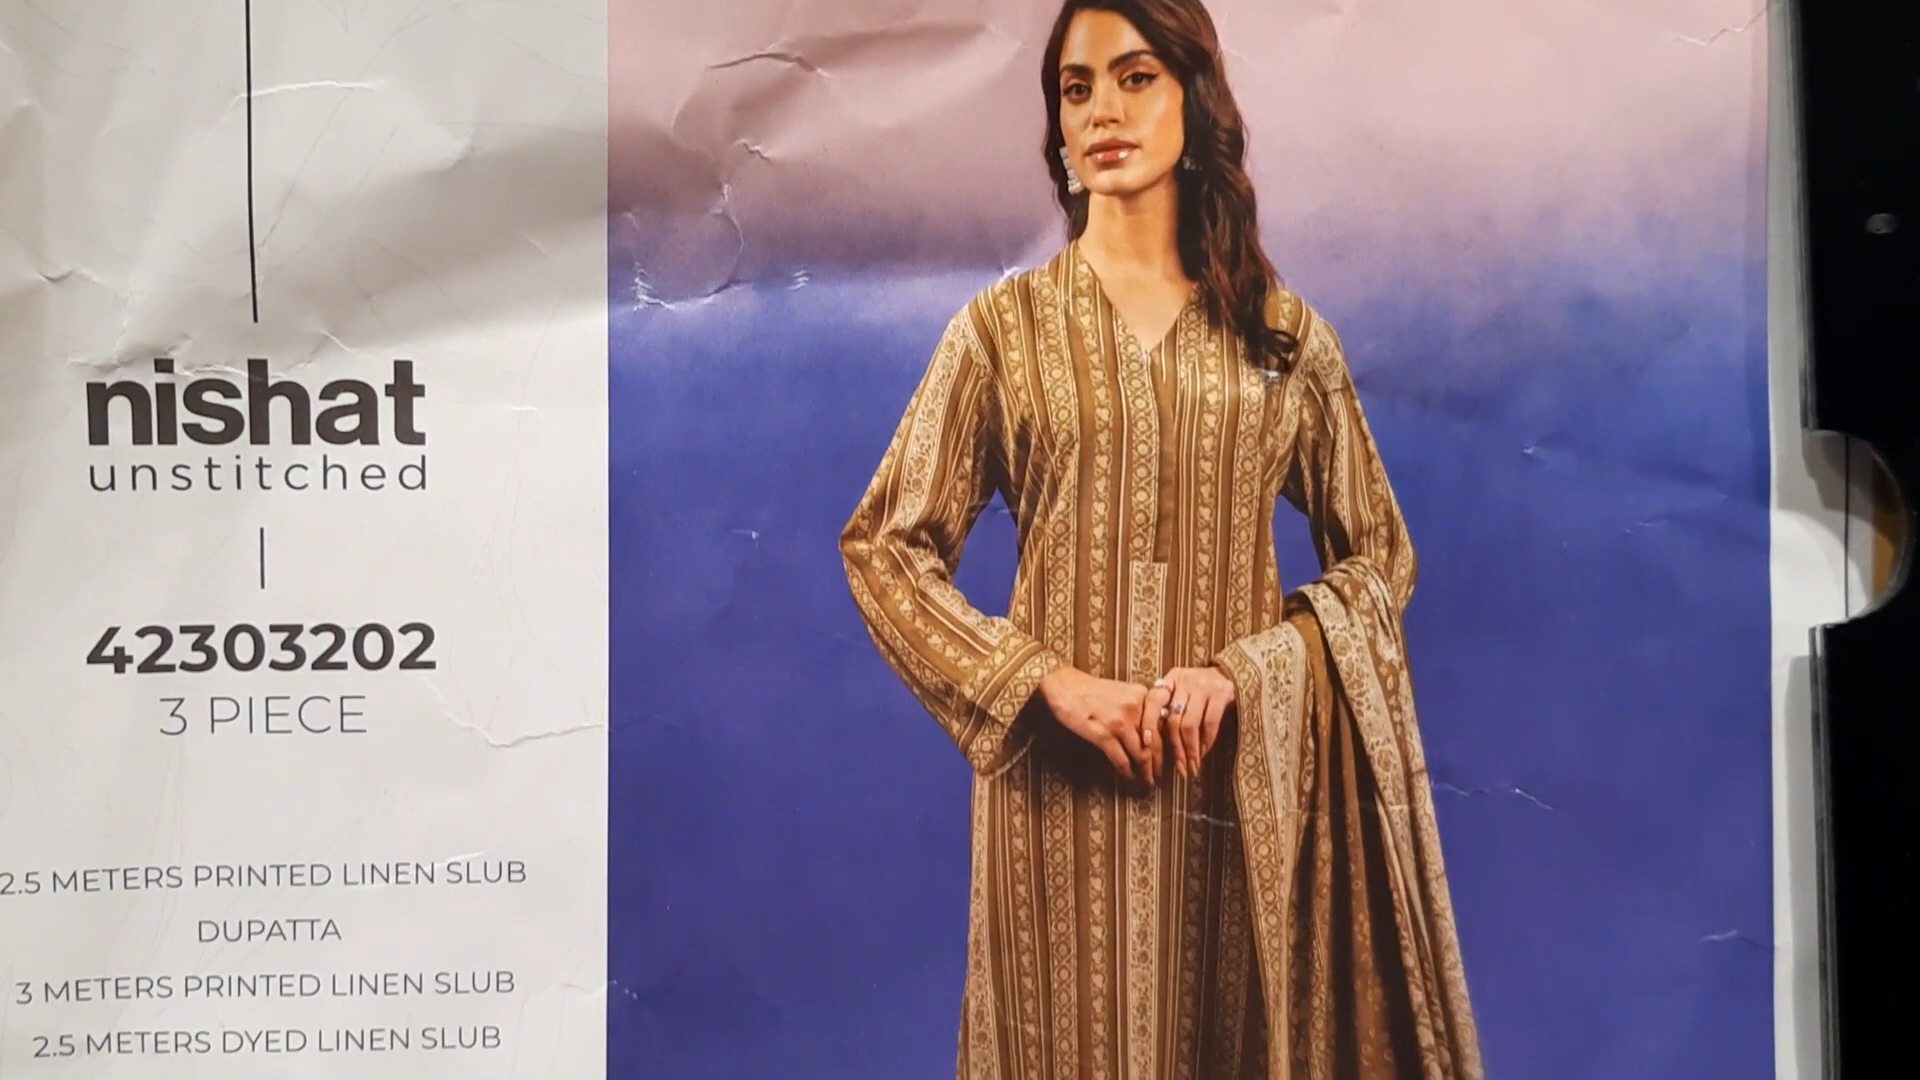 nishat
unstitched
42303202
3 PIECE
2.5 METERS PRINTED LINEN SLUB
DUPATTA
3 METERS PRINTED LINEN SLUB
2.5 METERS DYED LINEN SLUB